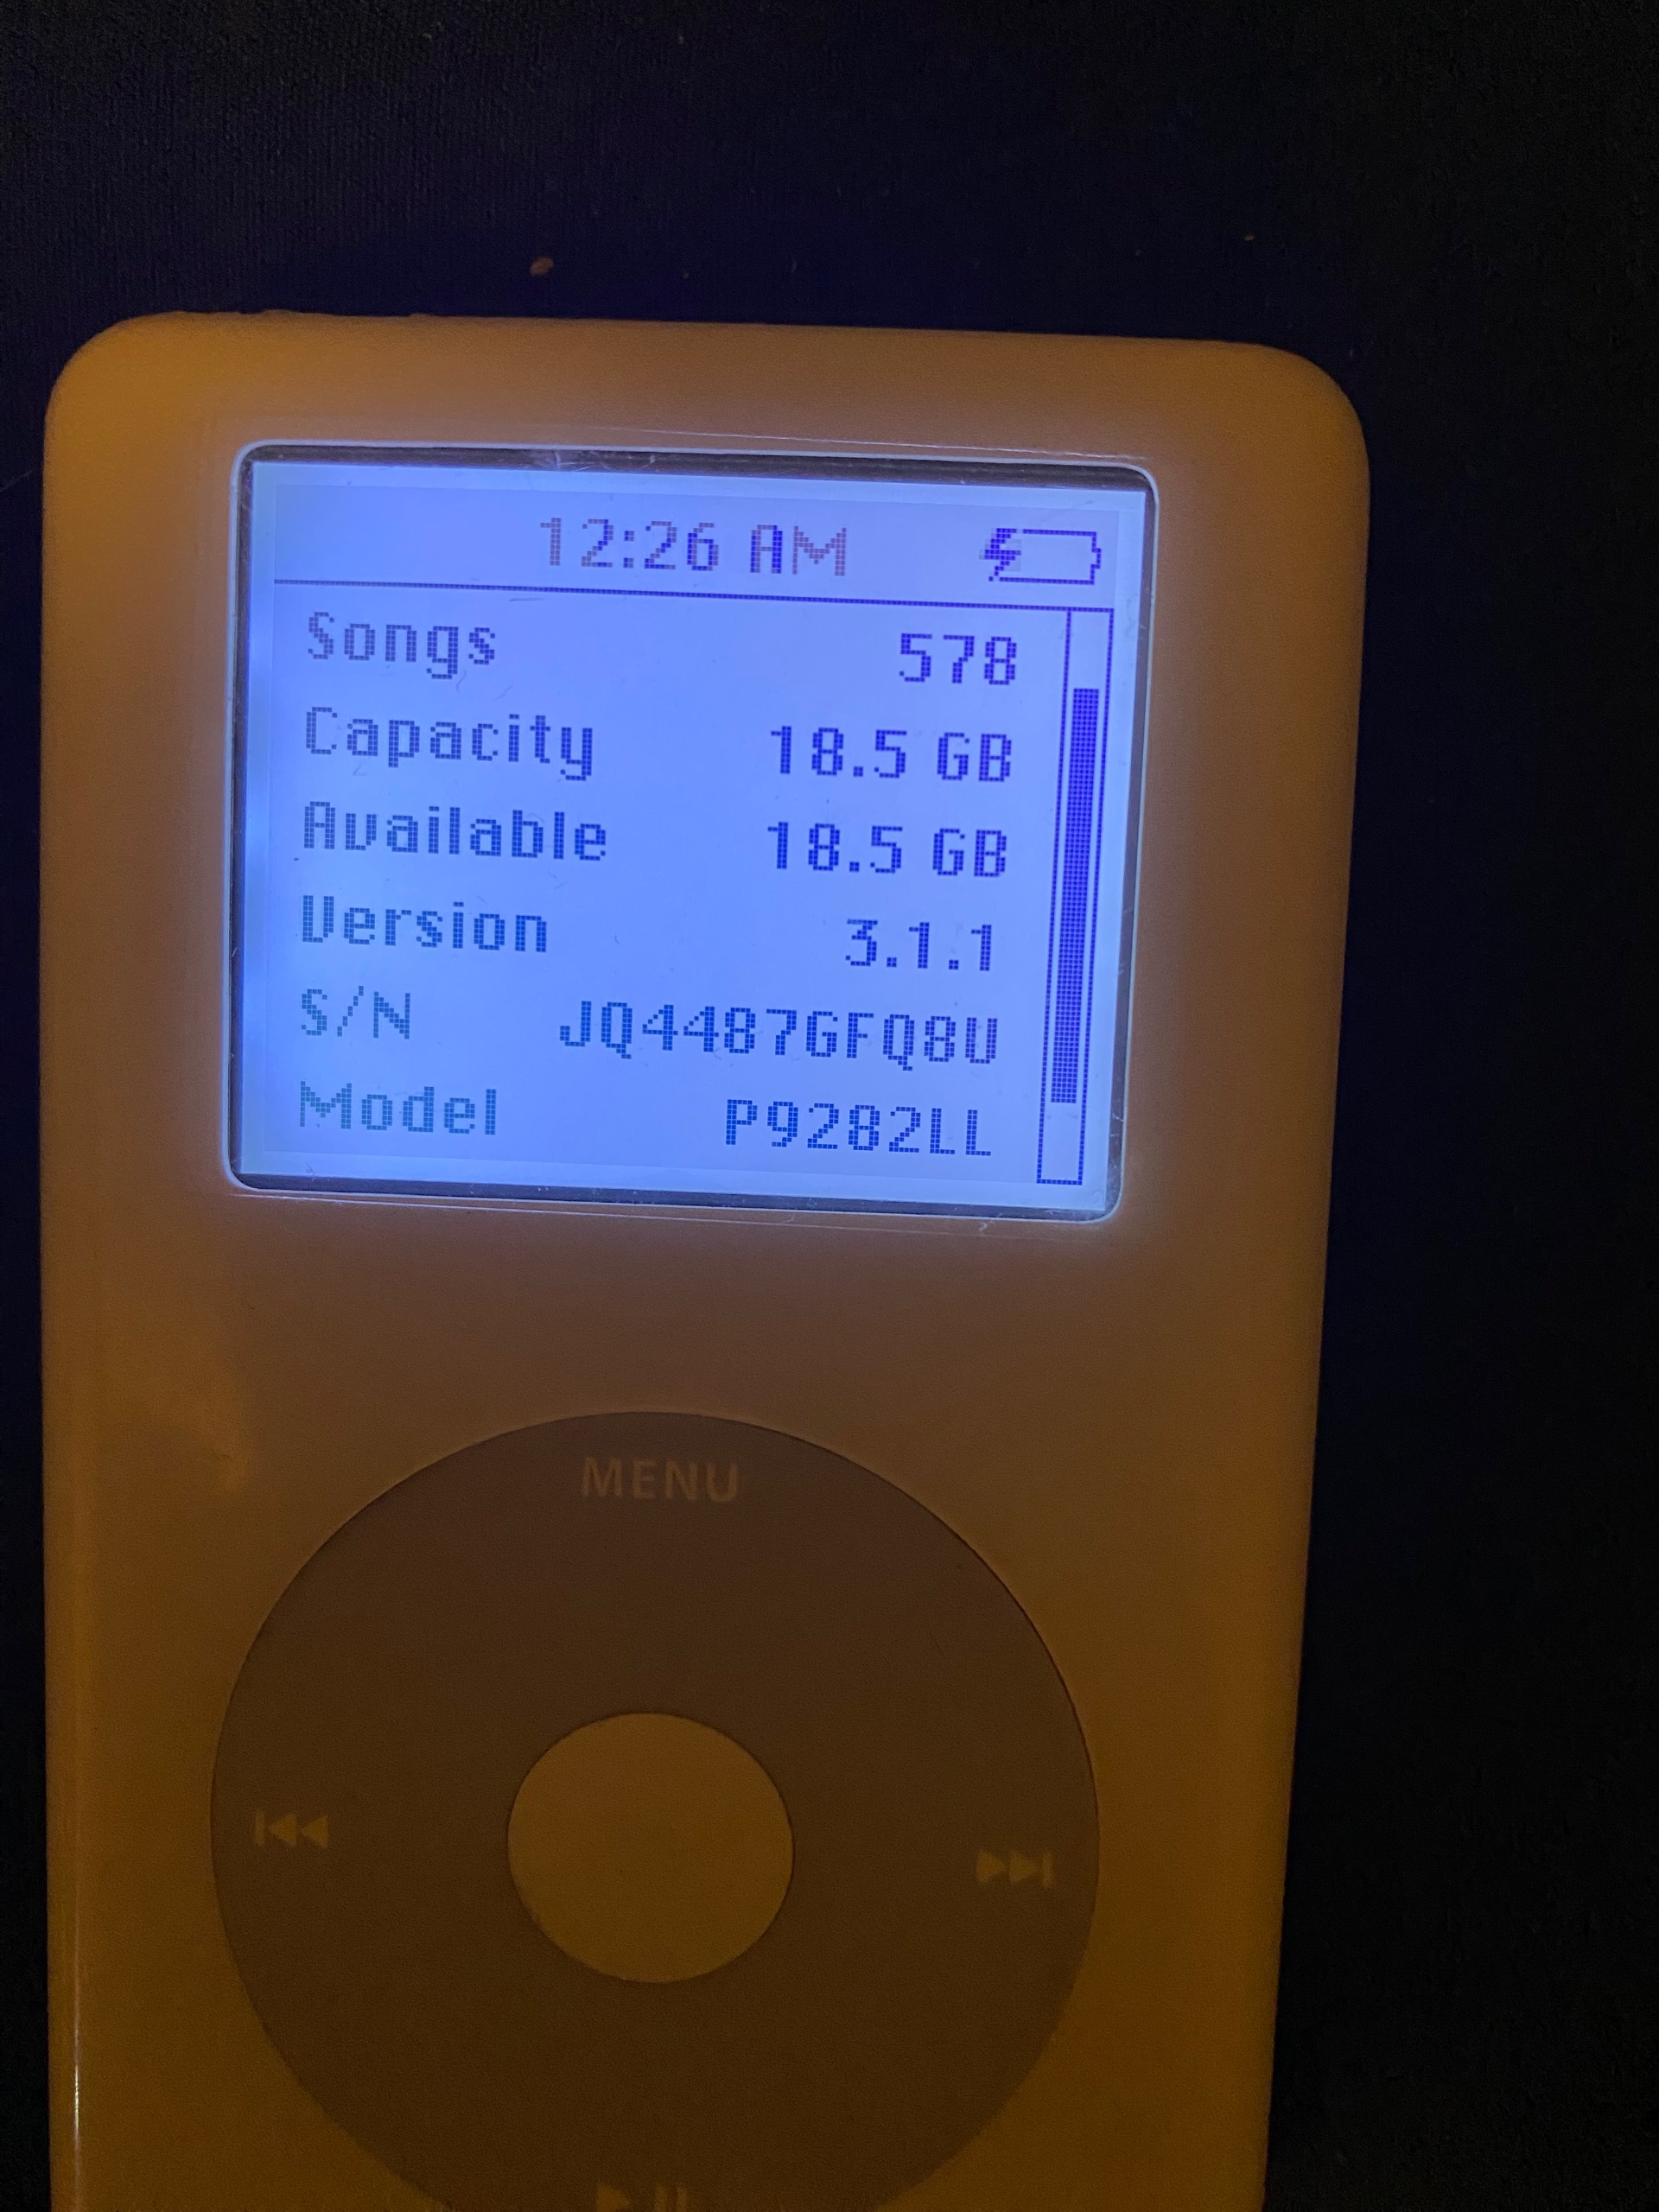 12:26 AM
Songs 578
Capacity 18.5 GB
Available 18.5 GB
Version 3.1.1
S/N JQ4487GFQ8U
Model P9282LL
MENU